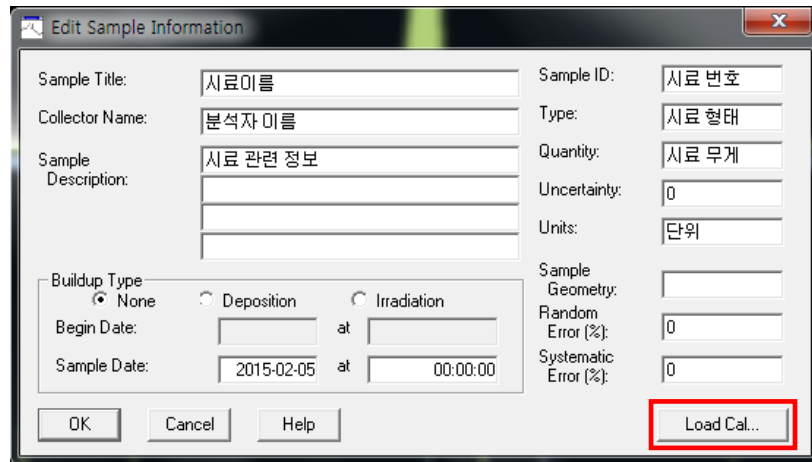 Edit Sample Information
Sample Title: 시료이름
Collector Name: 분석자 이름
Sample Description: 시료 관련 정보
Sample ID: 시료 번호
Type: 시료 형태
Quantity: 시료 무게
Uncertainty: 0
Units: 단위
Sample Geometry:
Random Error (%): 0
Systematic Error (%): 0
Buildup Type
None Deposition Irradiation
Begin Date: at
Sample Date: 2015-02-05 at 00:00:00
OK Cancel Help Load Cal...